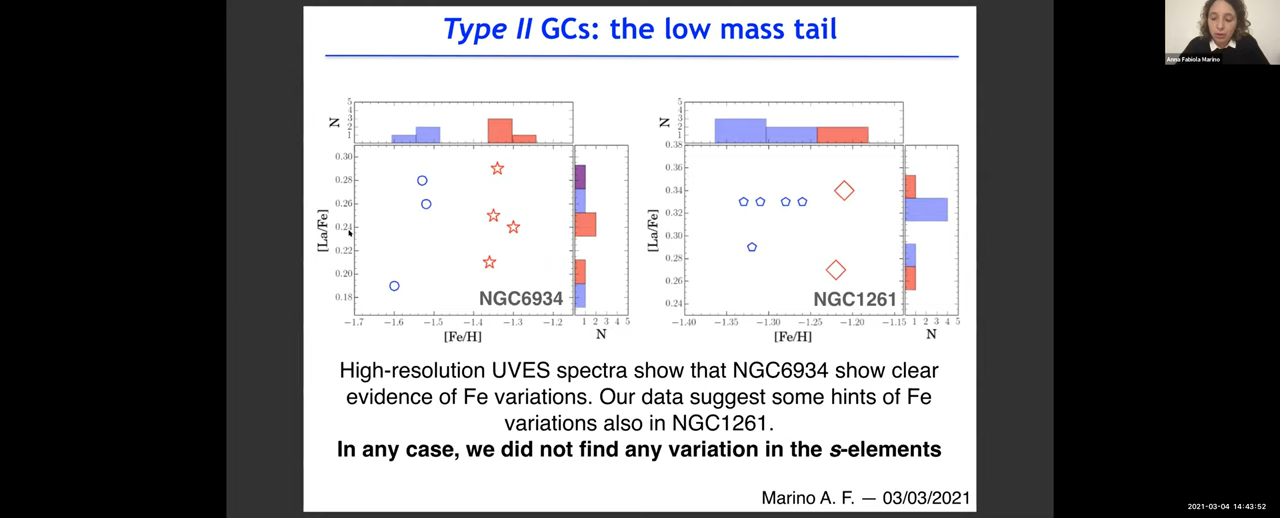 Type II GCs: the low mass tail
Anna Fabiola Marino
N
5
4
3
2
1
[La/Fe]
0.30
0.28
0.26
0.24
0.22
0.20
0.18
−1.7 −1.6 −1.5 −1.4 −1.3 −1.2
[Fe/H]
NGC6934
1 2 3 4 5
N
N
5
4
3
2
1
[La/Fe]
0.38
0.36
0.34
0.32
0.30
0.28
0.26
0.24
−1.40 −1.35 −1.30 −1.25 −1.20 −1.15
[Fe/H]
NGC1261
1 2 3 4 5
N
High-resolution UVES spectra show that NGC6934 show clear
evidence of Fe variations. Our data suggest some hints of Fe
variations also in NGC1261.
In any case, we did not find any variation in the s-elements
Marino A. F. — 03/03/2021
2021-03-04 14:43:52